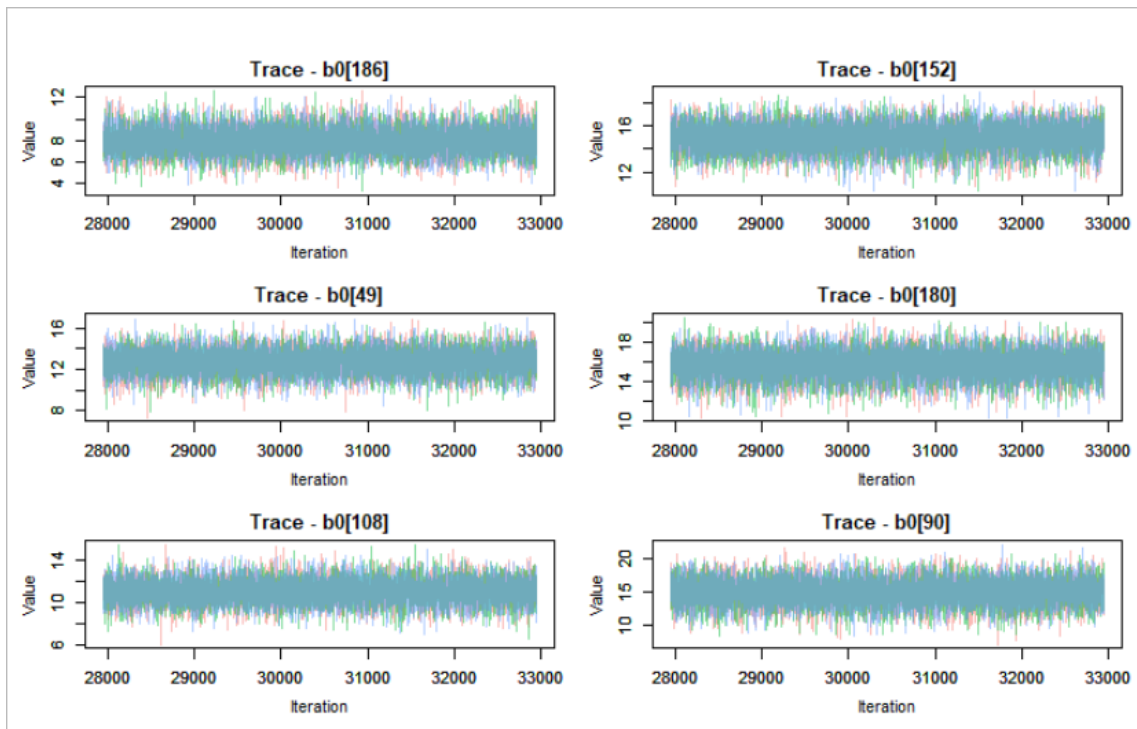 Trace - b0[186]
Value
12
8
6
4
28000 29000 30000 31000 32000 33000
Iteration
Trace - b0[152]
Value
16
12
28000 29000 30000 31000 32000 33000
Iteration
Trace - b0[49]
Value
16
12
8
28000 29000 30000 31000 32000 33000
Iteration
Trace - b0[180]
Value
18
14
10
28000 29000 30000 31000 32000 33000
Iteration
Trace - b0[108]
Value
14
10
6
28000 29000 30000 31000 32000 33000
Iteration
Trace - b0[90]
Value
20
15
10
28000 29000 30000 31000 32000 33000
Iteration